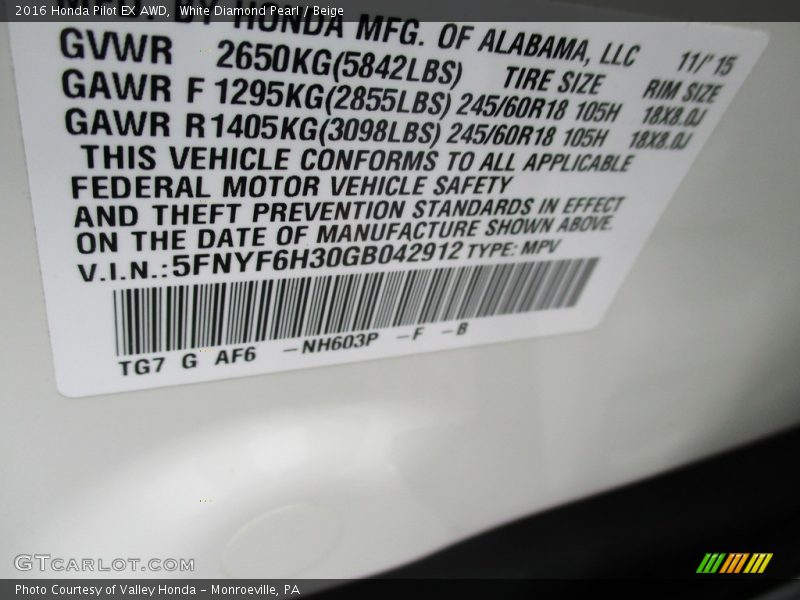 2016 Honda Pilot EX AWD, White Diamond Pearl / Beige
BY HONDA MFG. OF ALABAMA, LLC 11/'15
GVWR 2650KG(5842LBS) TIRE SIZE RIM SIZE
GAWR F 1295KG(2855LBS) 245/60R18 105H 18X8.0J
GAWR R1405KG(3098LBS) 245/60R18 105H 18X8.0J
THIS VEHICLE CONFORMS TO ALL APPLICABLE
FEDERAL MOTOR VEHICLE SAFETY
AND THEFT PREVENTION STANDARDS IN EFFECT
ON THE DATE OF MANUFACTURE SHOWN ABOVE.
V.I.N.:5FNYF6H30GB042912 TYPE: MPV
TG7 G AF6 -NH603P -F -B
GTCARLOT.COM
Photo Courtesy of Valley Honda - Monroeville, PA